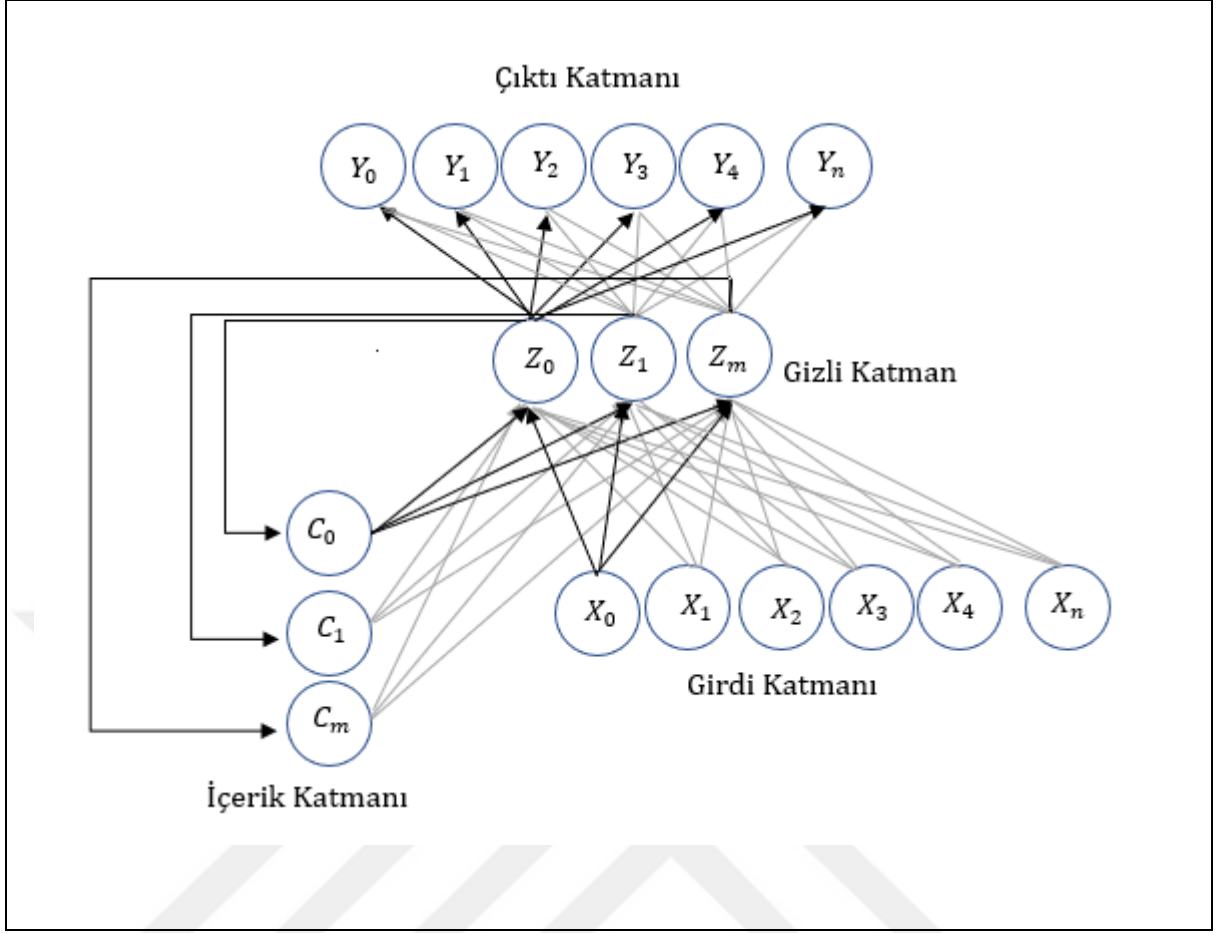 Çıktı Katmanı
Y₀ Y₁ Y₂ Y₃ Y₄ Yₙ
Z₀ Z₁ Zₘ Gizli Katman
C₀
X₀ X₁ X₂ X₃ X₄ Xₙ
C₁
Girdi Katmanı
Cₘ
İçerik Katmanı